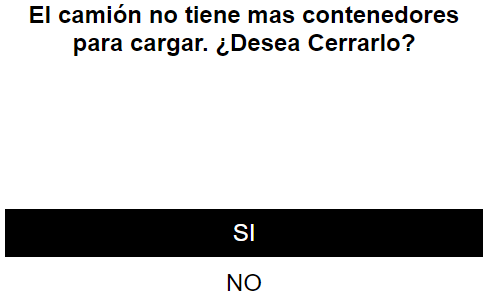 El camión no tiene mas contenedores
para cargar. ¿Desea Cerrarlo?
SI
NO